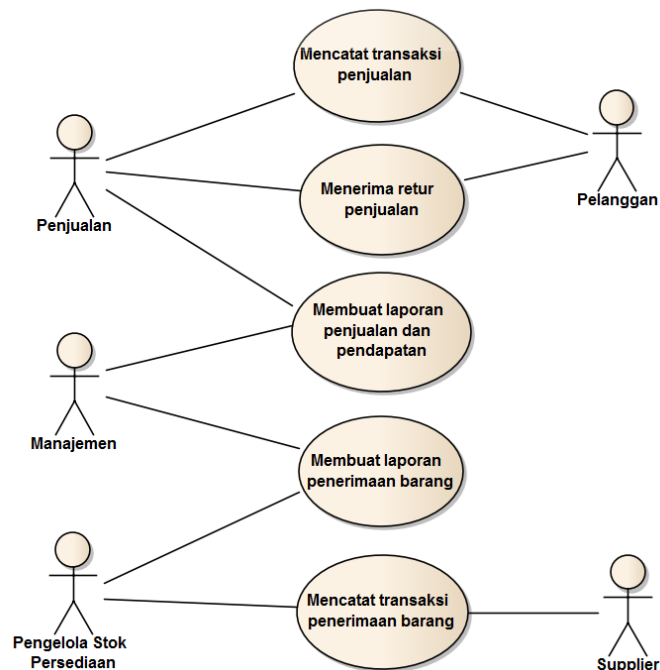 Mencatat transaksi
penjualan
Penjualan
Pelanggan
Menerima retur
penjualan
Membuat laporan
penjualan dan
pendapatan
Manajemen
Membuat laporan
penerimaan barang
Pengelola Stok
Persediaan
Mencatat transaksi
penerimaan barang
Supplier